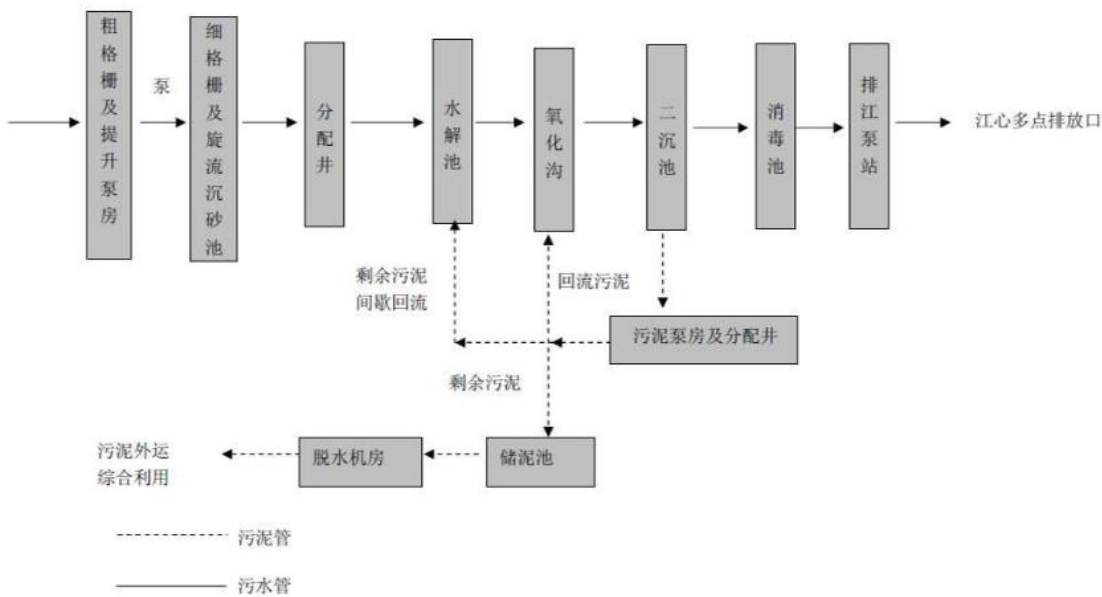 粗格栅及提升泵房
泵
细格栅及旋流沉砂池
分配井
水解池
氧化沟
二沉池
消毒池
排江泵站
江心多点排放口
剩余污泥
间歇回流
回流污泥
污泥泵房及分配井
剩余污泥
污泥外运
综合利用
脱水机房
储泥池
污泥管
污水管